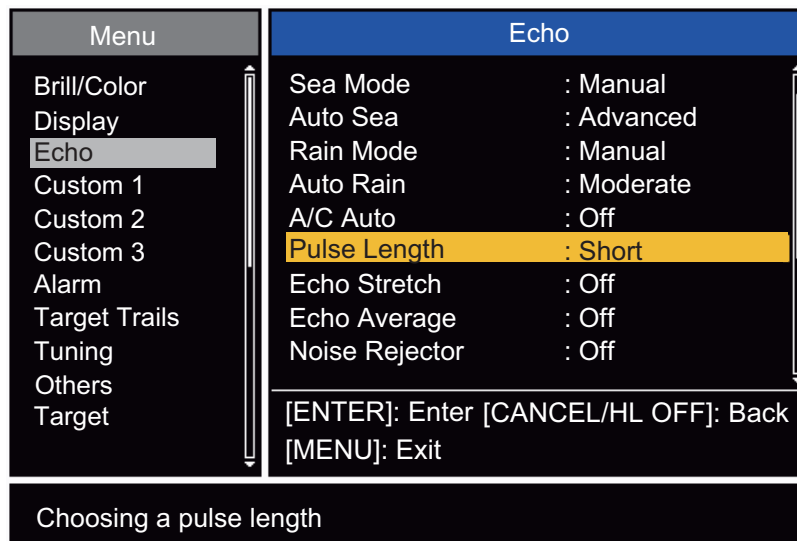 Menu
Brill/Color
Display
Echo
Custom 1
Custom 2
Custom 3
Alarm
Target Trails
Tuning
Others
Target
Echo
Sea Mode : Manual
Auto Sea : Advanced
Rain Mode : Manual
Auto Rain : Moderate
A/C Auto : Off
Pulse Length : Short
Echo Stretch : Off
Echo Average : Off
Noise Rejector : Off
[ENTER]: Enter [CANCEL/HL OFF]: Back
[MENU]: Exit
Choosing a pulse length